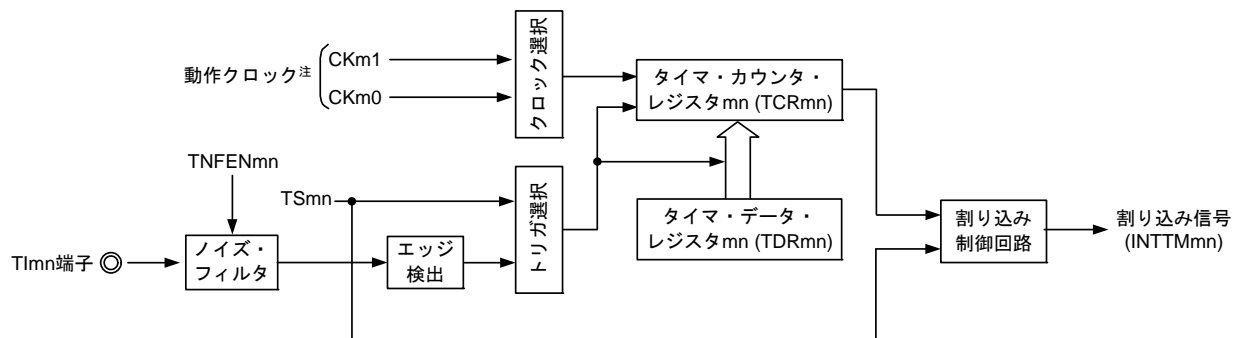 動作クロック注
CKm1
CKm0
クロック選択
タイマ・カウンタ・
レジスタmn (TCRmn)
TNFENmn
TSmn
トリガ選択
タイマ・データ・
レジスタmn (TDRmn)
割り込み
制御回路
割り込み信号
(INTTMmn)
TImn端子
ノイズ・
フィルタ
エッジ
検出